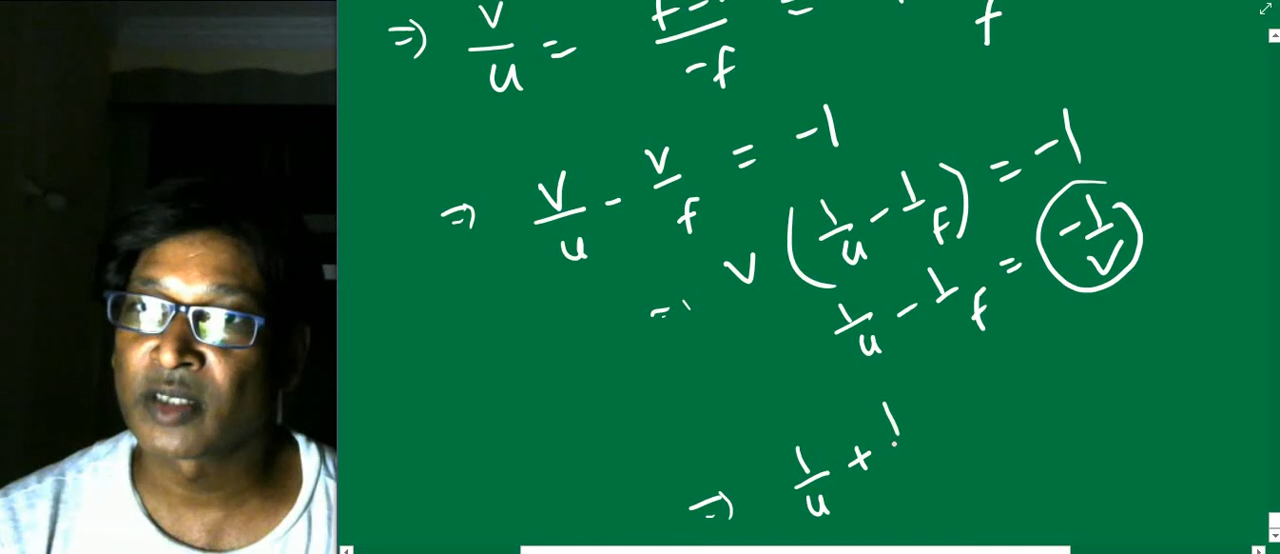 ⇒ v/u = /-f = f
⇒ v/u - v/f = -1
v (1/u - 1/f) = -1
⇒ 1/u - 1/f = -1/v
⇒ 1/u + 1